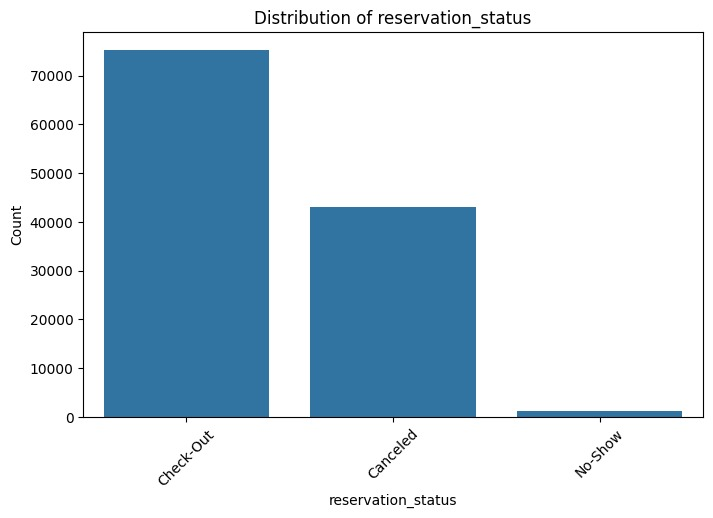 Distribution of reservation_status
Count
70000
60000
50000
40000
30000
20000
10000
0
Check-Out
Canceled
No-Show
reservation_status